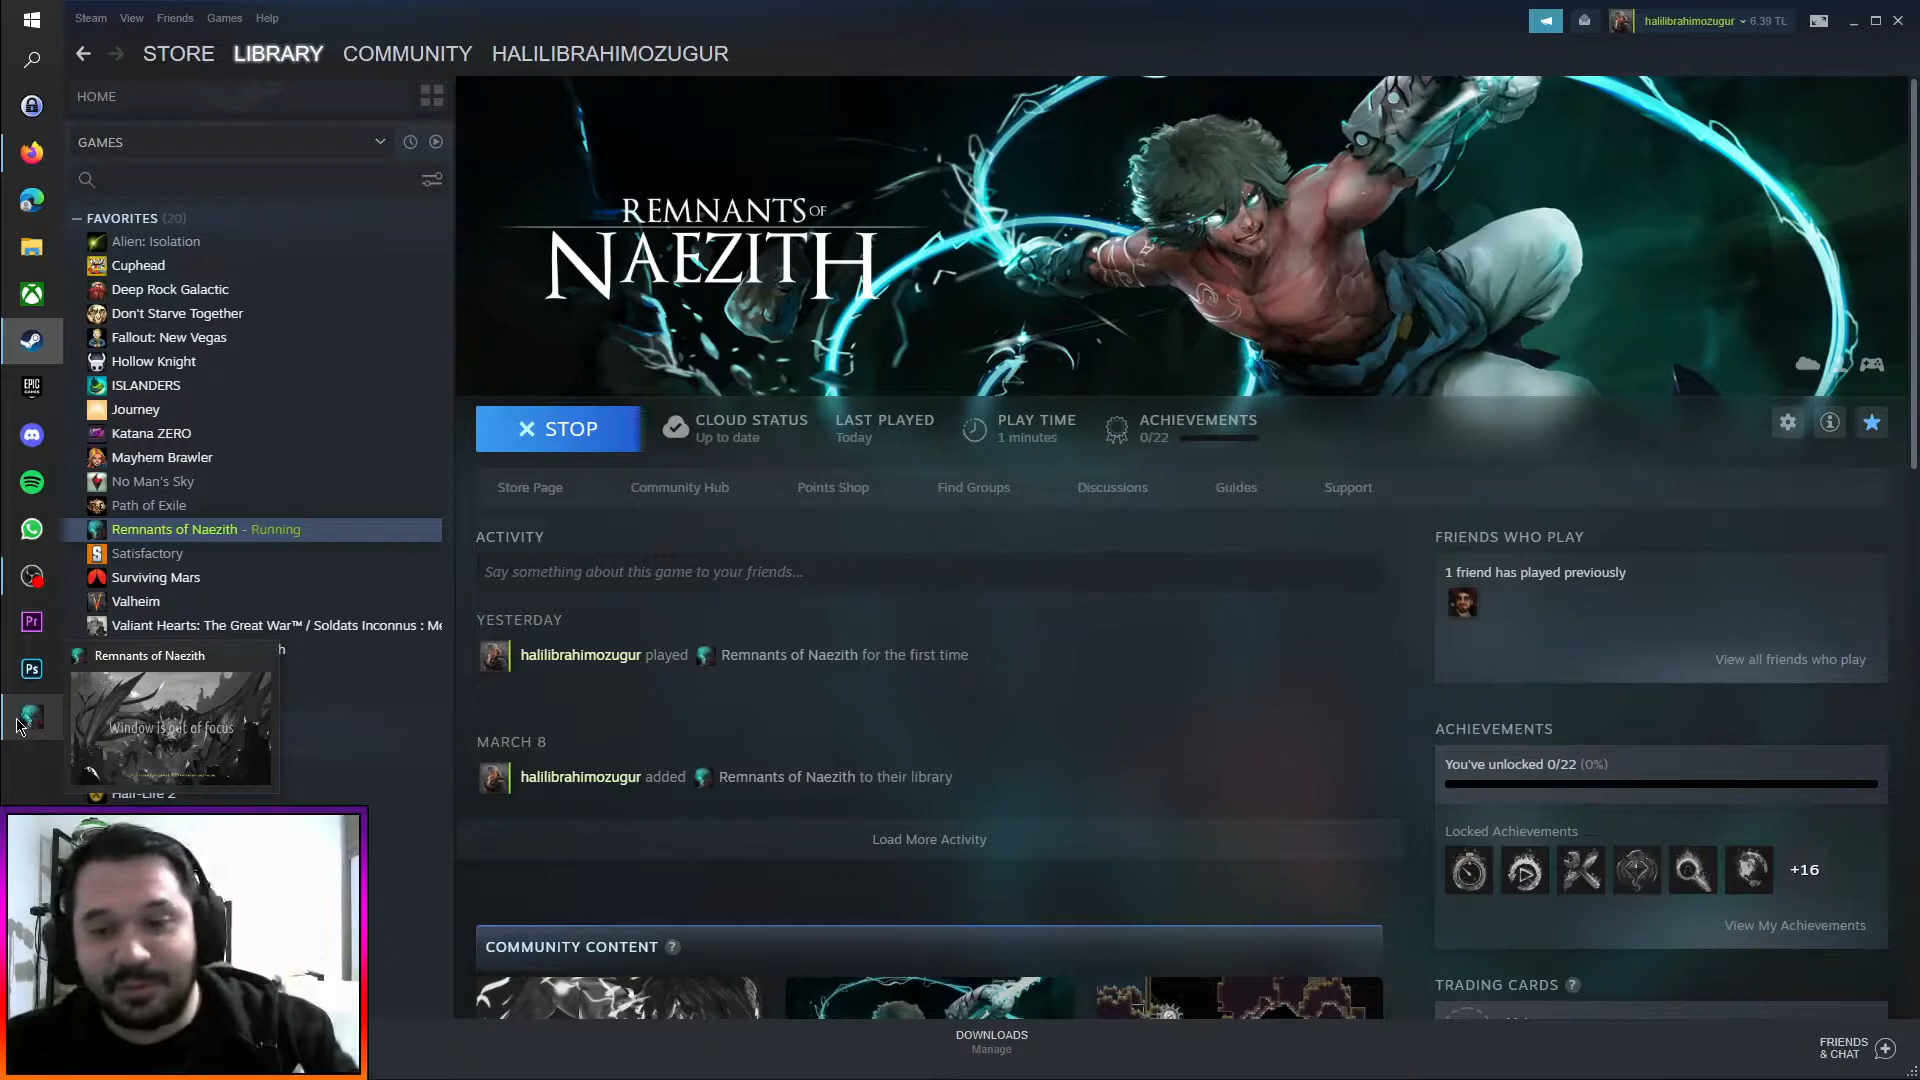 Steam View Friends Games Help
halilibrahimozugur 6.39 TL
STORE LIBRARY COMMUNITY HALILIBRAHIMOZUGUR
HOME
GAMES
FAVORITES (20)
Alien: Isolation
Cuphead
Deep Rock Galactic
Don't Starve Together
Fallout: New Vegas
Hollow Knight
ISLANDERS
Journey
Katana ZERO
Mayhem Brawler
No Man's Sky
Path of Exile
Remnants of Naezith - Running
Satisfactory
Surviving Mars
Valheim
Valiant Hearts: The Great War™ / Soldats Inconnus : Me
Remnants of Naezith
Window is out of focus
Half-Life 2
EPIC
GAMES
Pr
Ps
REMNANTS OF
NAEZITH
STOP
CLOUD STATUS
Up to date
LAST PLAYED
Today
PLAY TIME
1 minutes
ACHIEVEMENTS
0/22
Store Page Community Hub Points Shop Find Groups Discussions Guides Support
ACTIVITY
Say something about this game to your friends...
YESTERDAY
halilibrahimozugur played Remnants of Naezith for the first time
MARCH 8
halilibrahimozugur added Remnants of Naezith to their library
Load More Activity
COMMUNITY CONTENT ?
FRIENDS WHO PLAY
1 friend has played previously
View all friends who play
ACHIEVEMENTS
You've unlocked 0/22 (0%)
Locked Achievements
+16
View My Achievements
TRADING CARDS ?
DOWNLOADS
Manage
FRIENDS
& CHAT